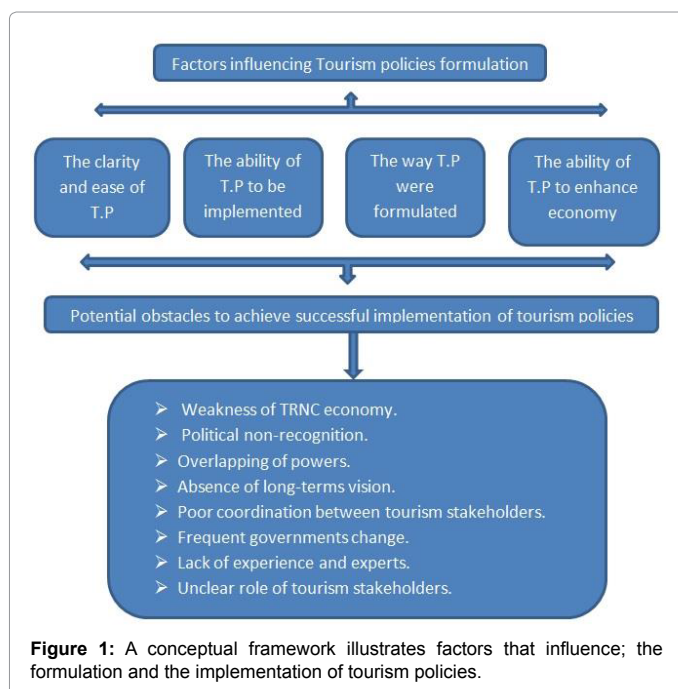 Factors influencing Tourism policies formulation
The clarity
and ease of
T.P
The ability of
T.P to be
implemented
The way T.P
were
formulated
The ability of
T.P to enhance
economy
Potential obstacles to achieve successful implementation of tourism policies
➢ Weakness of TRNC economy.
➢ Political non-recognition.
➢ Overlapping of powers.
➢ Absence of long-terms vision.
➢ Poor coordination between tourism stakeholders.
➢ Frequent governments change.
➢ Lack of experience and experts.
➢ Unclear role of tourism stakeholders.
Figure 1: A conceptual framework illustrates factors that influence; the
formulation and the implementation of tourism policies.